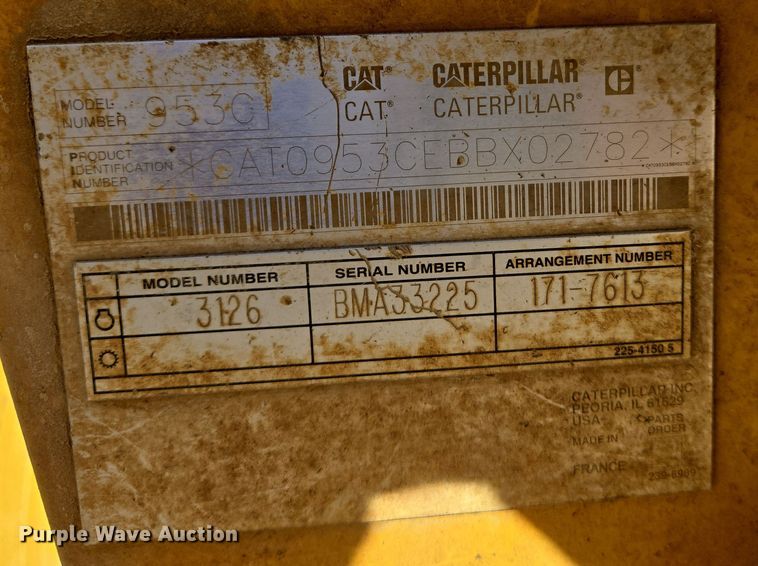 CAT® CATERPILLAR®
CAT® CATERPILLAR®
MODEL NUMBER 953C
PRODUCT IDENTIFICATION NUMBER *CAT0953CEBBX02782*
MODEL NUMBER SERIAL NUMBER ARRANGEMENT NUMBER
3126 BMA33225 171-7613
225-4150 5
CATERPILLAR INC.
PEORIA, IL 61629
USA
PARTS ORDER
MADE IN
FRANCE
Purple Wave Auction